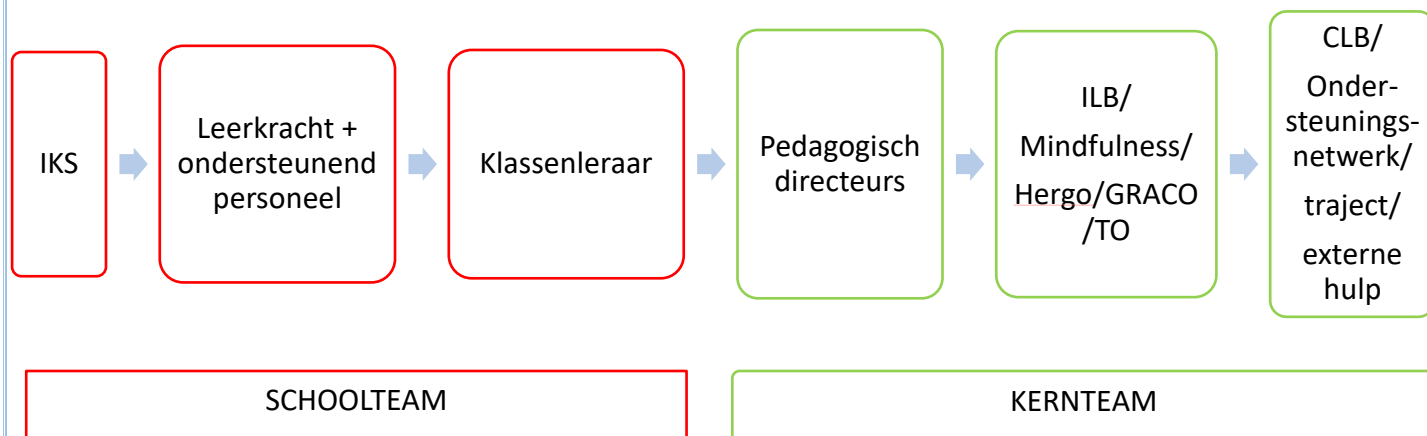 IKS
Leerkracht +
ondersteunend
personeel
Klassenleraar
Pedagogisch
directeurs
ILB/
Mindfulness/
Hergo/GRACO
/TO
CLB/
Onder-
steunings-
netwerk/
traject/
externe
hulp
SCHOOLTEAM
KERNTEAM